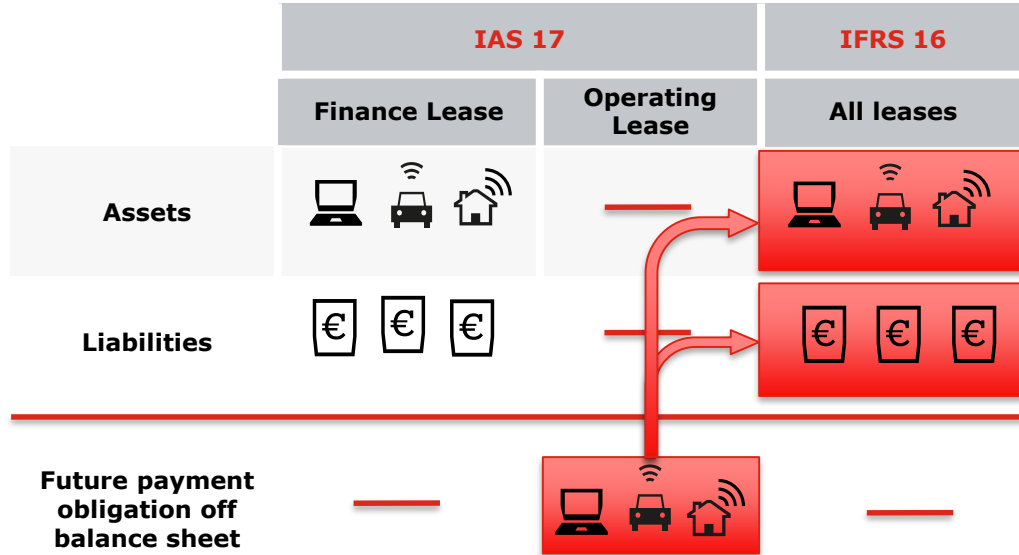 IAS 17
IFRS 16
Finance Lease
Operating
Lease
All leases
Assets
Liabilities
€ € €
€ € €
Future payment
obligation off
balance sheet